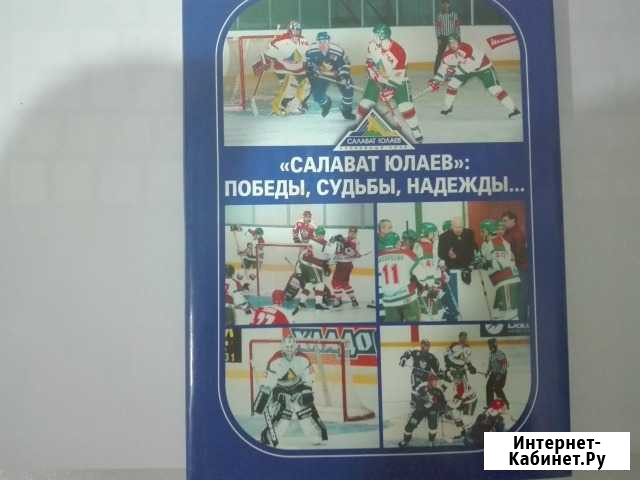 САЛАВАТ ЮЛАЕВ
«САЛАВАТ ЮЛАЕВ»:
ПОБЕДЫ, СУДЬБЫ, НАДЕЖДЫ...
11
Интернет-
Кабинет.Ру